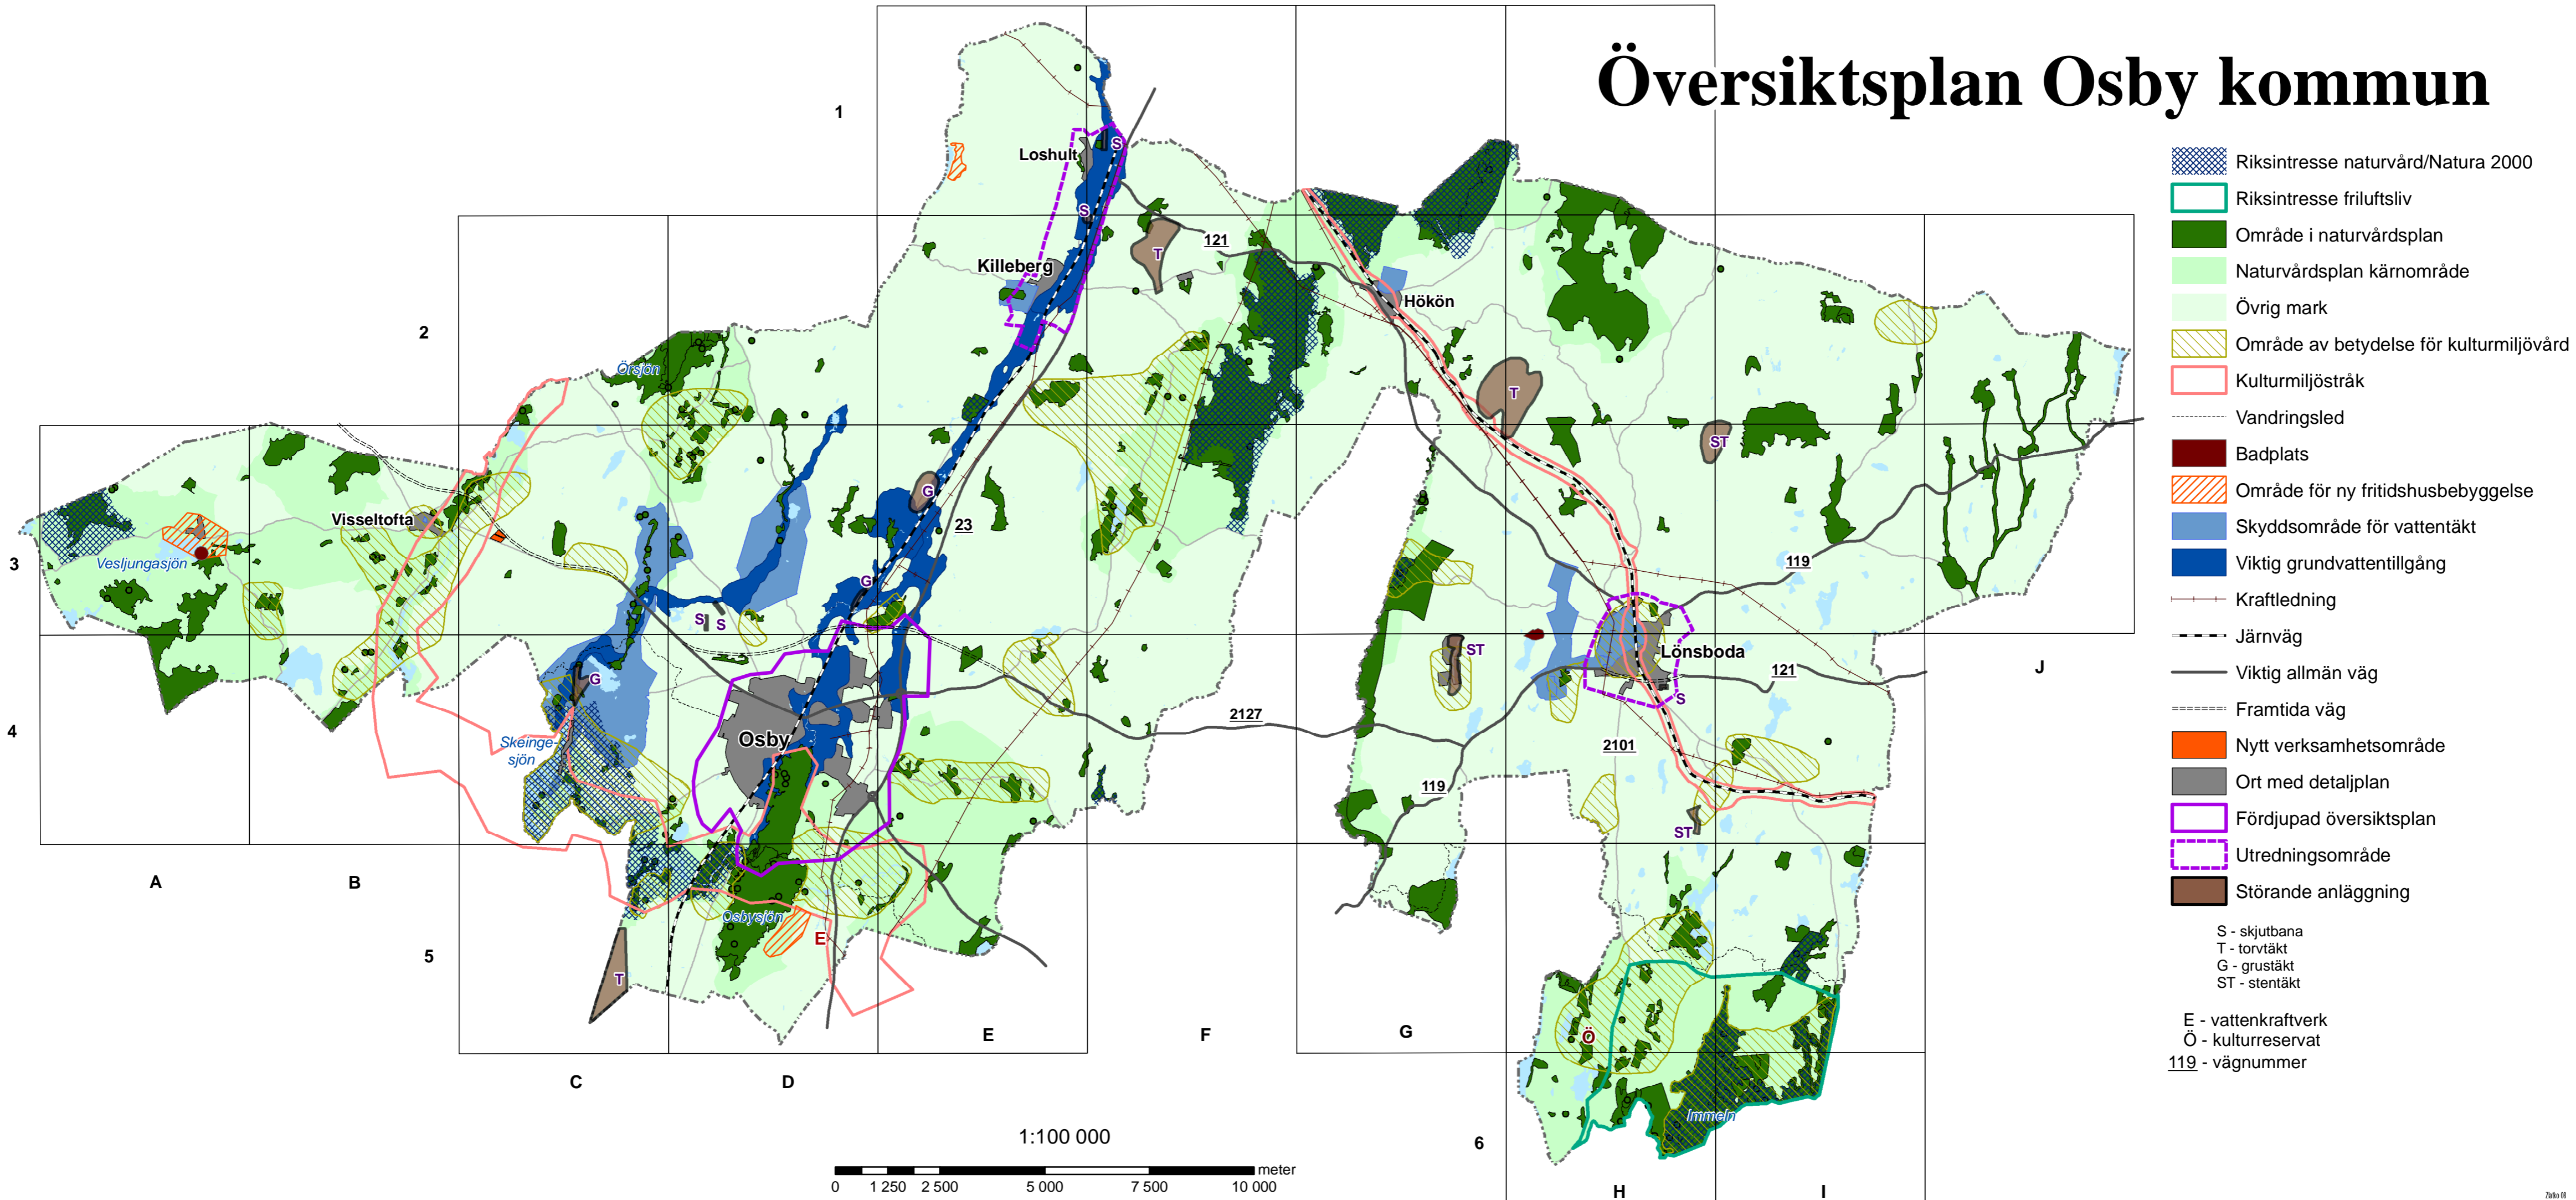 Översiktsplan Osby kommun
Riksintresse naturvård/Natura 2000
Riksintresse friluftsliv
Område i naturvårdsplan
Naturvårdsplan kärnområde
Övrig mark
Område av betydelse för kulturmiljövård
Kulturmiljöstråk
Vandringsled
Badplats
Område för ny fritidshusbebyggelse
Skyddsområde för vattentäkt
Viktig grundvattentillgång
Kraftledning
Järnväg
Viktig allmän väg
Framtida väg
Nytt verksamhetsområde
Ort med detaljplan
Fördjupad översiktsplan
Utredningsområde
Störande anläggning
S - skjutbana
T - torvtäkt
G - grustäkt
ST - stentäkt
E - vattenkraftverk
Ö - kulturreservat
119 - vägnummer
1
Loshult
S
S
T
121
Killeberg
Hökön
2
Örsjön
T
ST
G
23
Visseltofta
3
Vesljungasjön
G
119
S
S
ST
Lönsboda
J
G
121
S
4
2127
Osby
Skeinge-
sjön
2101
119
ST
A
B
Osbysjön
E
5
T
E
F
G
Ö
C
D
Immeln
6
H
I
1:100 000
meter
0 1 250 2 500 5 000 7 500 10 000